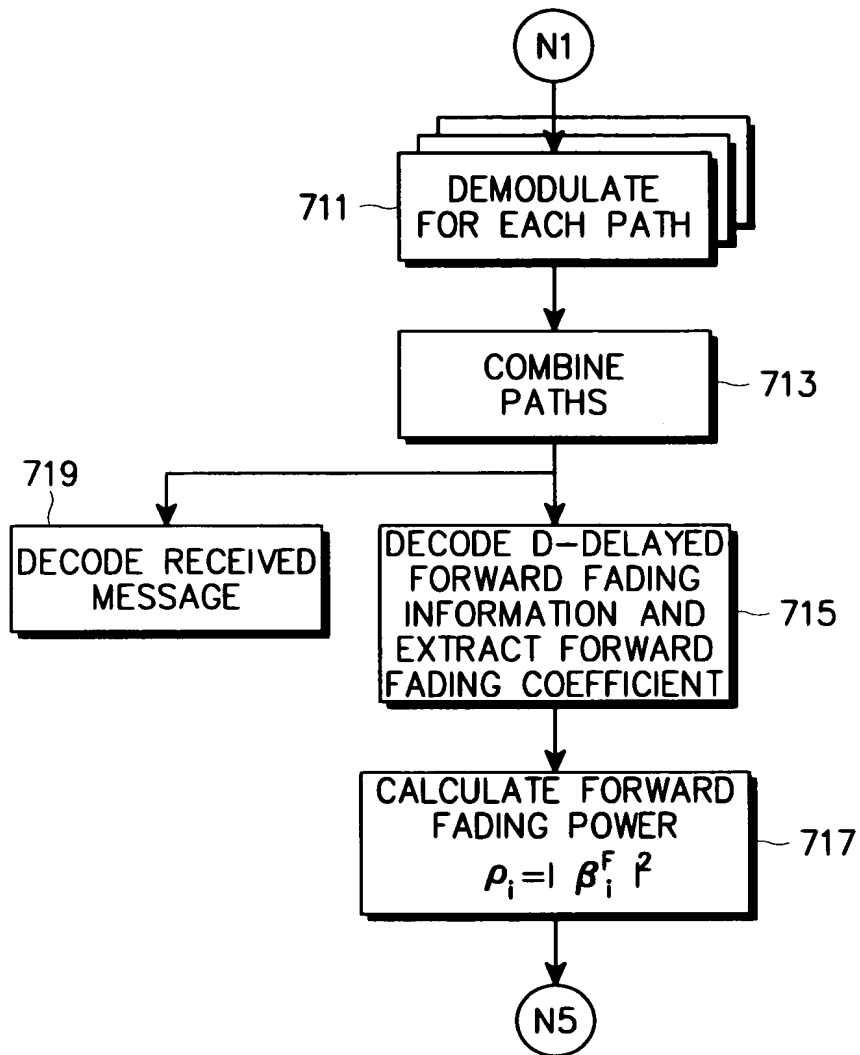 N1
711
DEMODULATE
FOR EACH PATH
COMBINE
PATHS
713
719
DECODE RECEIVED
MESSAGE
DECODE D-DELAYED
FORWARD FADING
INFORMATION AND
EXTRACT FORWARD
FADING COEFFICIENT
715
CALCULATE FORWARD
FADING POWER
ρᵢ=| βᵢᶠ |²
717
N5